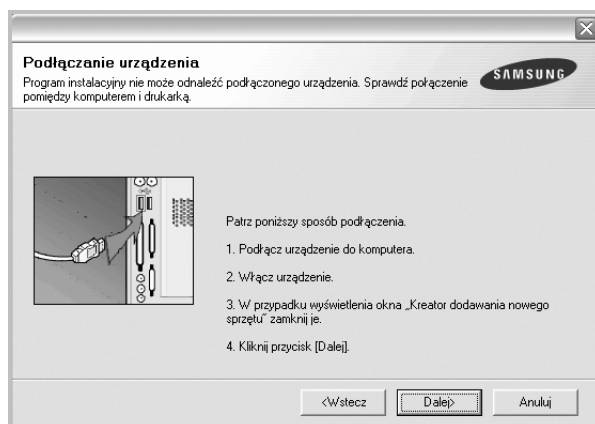 Podłączanie urządzenia
Program instalacyjny nie może odnaleźć podłączonego urządzenia. Sprawdź połączenie
pomiędzy komputerem i drukarką.
SAMSUNG
Patrz poniższy sposób podłączenia.
1. Podłącz urządzenie do komputera.
2. Włącz urządzenie.
3. W przypadku wyświetlenia okna „Kreator dodawania nowego
sprzętu” zamknij je.
4. Kliknij przycisk [Dalej].
<Wstecz
Dalej>
Anuluj